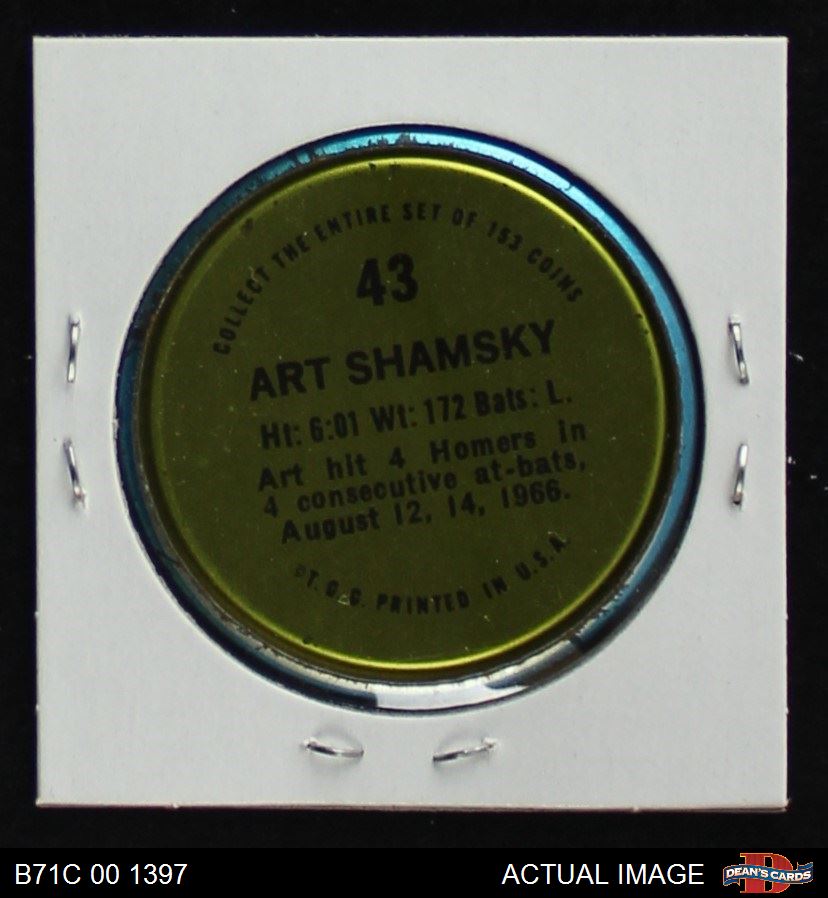 COLLECT THE ENTIRE SET OF 153 COINS
43
ART SHAMSKY
Ht: 6:01 Wt: 172 Bats: L.
Art hit 4 Homers in
4 consecutive at-bats,
August 12, 14, 1966.
©T.G.C. PRINTED IN U.S.A.
B71C 00 1397
ACTUAL IMAGE
D
DEAN'S CARDS